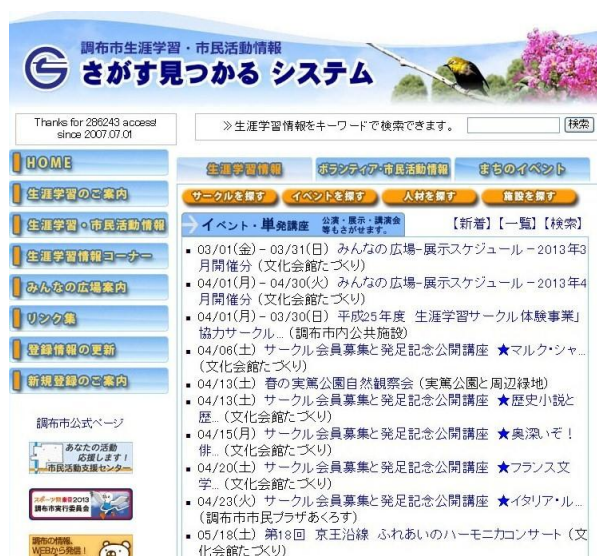 調布市生涯学習・市民活動情報
さがす見つかる システム
Thanks for 286243 access!
since 2007.07.01
≫生涯学習情報をキーワードで検索できます。
検索
HOME
生涯学習のご案内
生涯学習・市民活動情報
生涯学習情報コーナー
みんなの広場案内
リンク集
登録情報の更新
新規登録のご案内
調布市公式ページ
あなたの活動
応援します!
市民活動支援センター
スポーツ祭東京2013
調布市実行委員会
調布の情報、
WEBから発信!
生涯学習情報
ボランティア・市民活動情報
まちのイベント
サークルを探す
イベントを探す
人材を探す
施設を探す
イベント・単発講座 公演・展示・講演会
等もさがせます。
【新着】【一覧】【検索】
03/01(金)-03/31(日) みんなの広場-展示スケジュール-2013年3
月開催分 (文化会館たづくり)
04/01(月)-04/30(火) みんなの広場-展示スケジュール-2013年4
月開催分 (文化会館たづくり)
04/01(月)-03/30(日) 平成25年度 生涯学習サークル体験事業」
協力サークル... (調布市内公共施設)
04/06(土) サークル会員募集と発足記念公開講座 ★マルク・シャ...
(文化会館たづくり)
04/13(土) 春の実篤公園自然観察会 (実篤公園と周辺緑地)
04/13(土) サークル会員募集と発足記念公開講座 ★歴史小説と
歴... (文化会館たづくり)
04/15(月) サークル会員募集と発足記念公開講座 ★奥深いぞ!
俳... (文化会館たづくり)
04/20(土) サークル会員募集と発足記念公開講座 ★フランス文
学... (文化会館たづくり)
04/23(火) サークル会員募集と発足記念公開講座 ★イタリア・ル...
(調布市市民プラザあくろす)
05/18(土) 第18回 京王沿線 ふれあいのハーモニカコンサート (文
化会館たづくり)